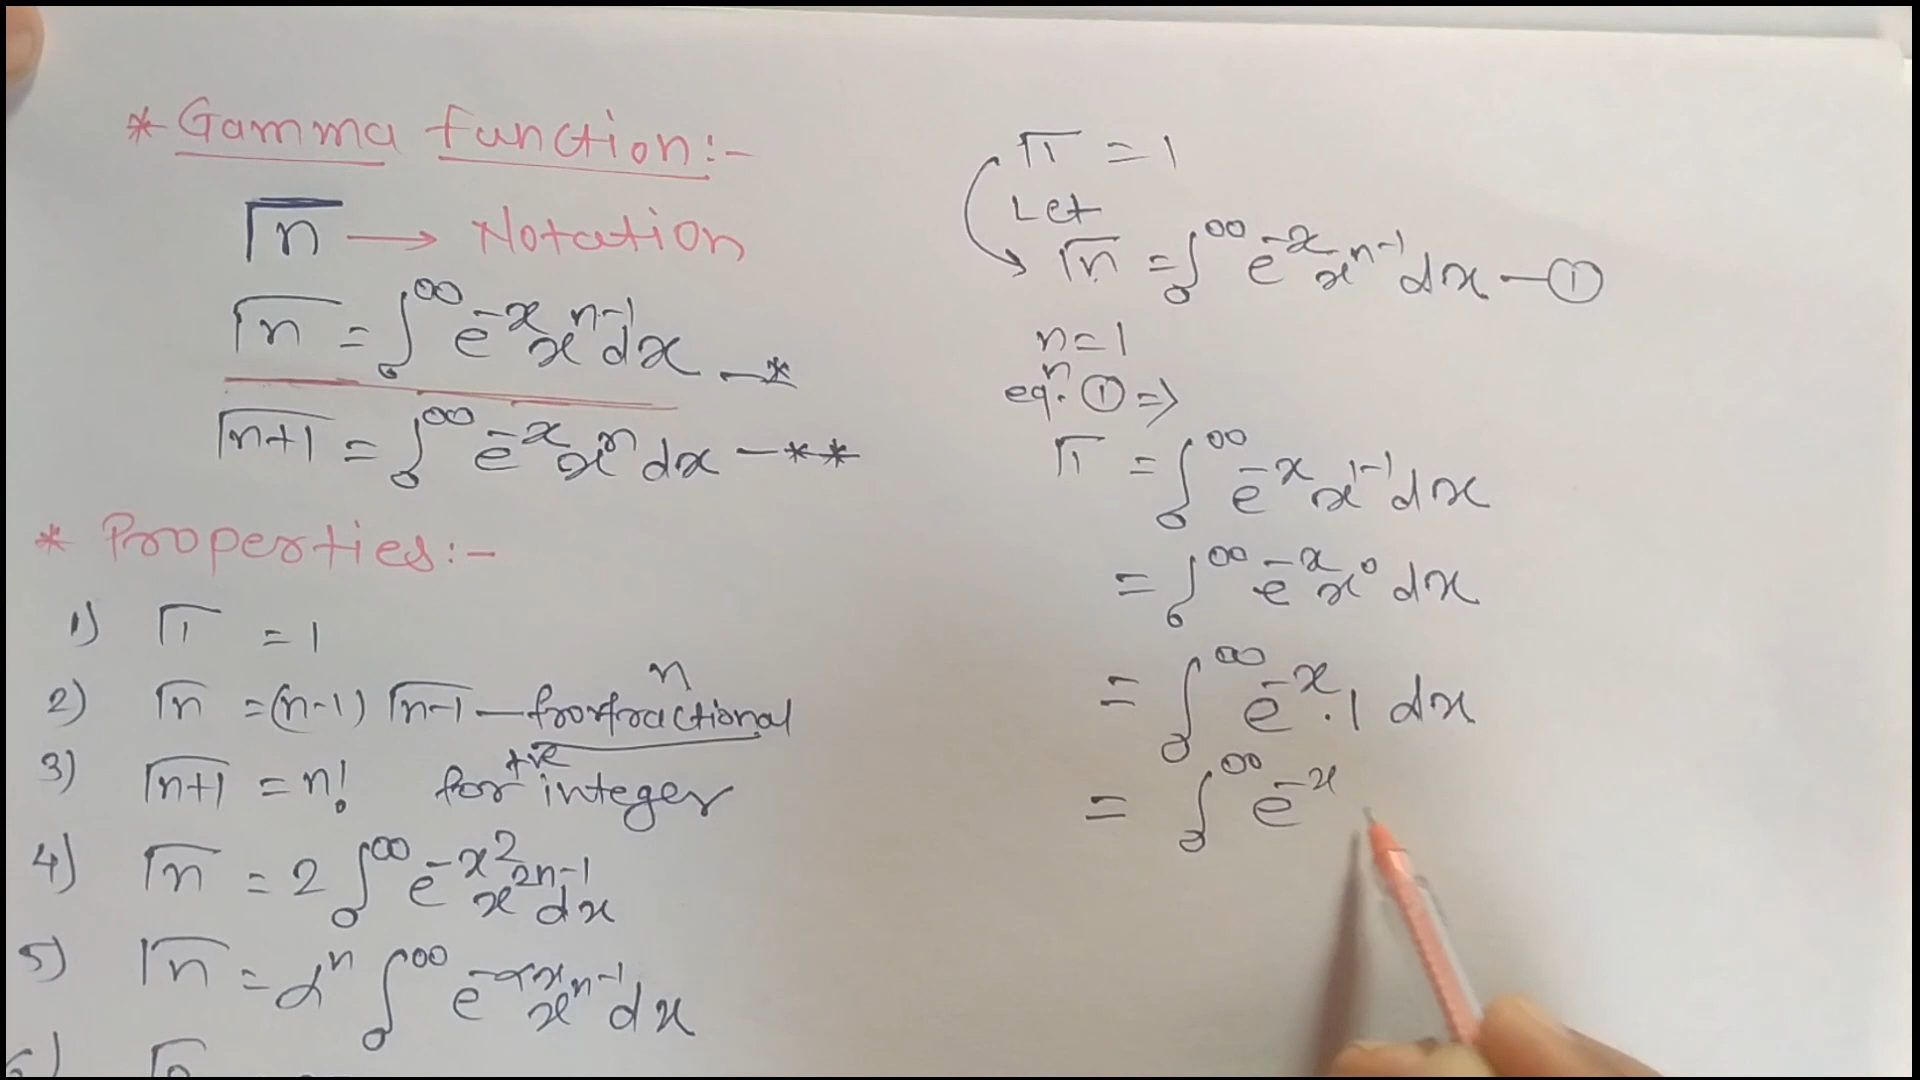 * Gamma function:-
Γn → Notation
Γn = ∫₀^∞ e^-x x^n-1 dx —*
Γn+1 = ∫₀^∞ e^-x x^n dx —**
* Properties:-
1) Γ1 = 1
2) Γn = (n-1) Γn-1 — for fractional n
3) Γn+1 = n! for +ve integer
4) Γn = 2 ∫₀^∞ e^-x² x^2n-1 dx
5) Γn = α^n ∫₀^∞ e^-αx x^n-1 dx
Γ1 = 1
Let
Γn = ∫₀^∞ e^-x x^n-1 dx — ①
n=1
eqⁿ. ① ⇒
Γ1 = ∫₀^∞ e^-x x^1-1 dx
= ∫₀^∞ e^-x x^0 dx
= ∫₀^∞ e^-x . 1 dx
= ∫₀^∞ e^-x